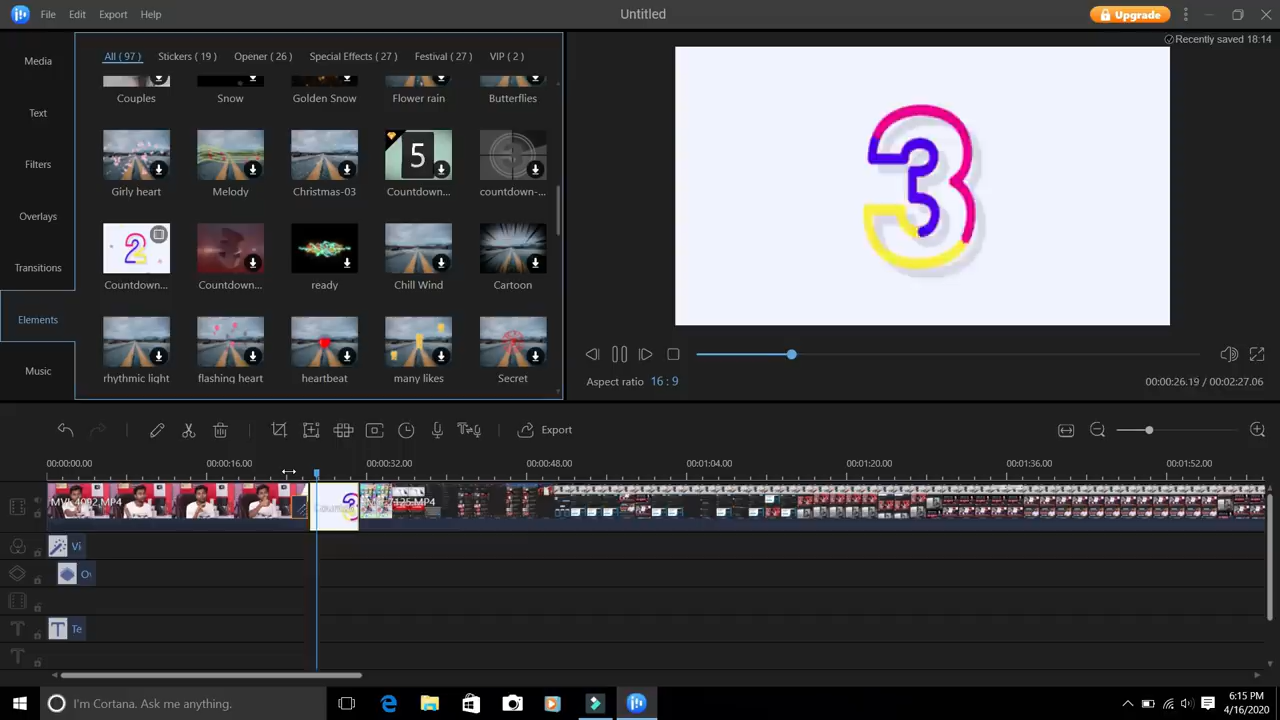 File Edit Export Help
Untitled
Upgrade
Recently saved 18:14
Media
Text
Filters
Overlays
Transitions
Elements
Music
All ( 97 ) Stickers ( 19 ) Opener ( 26 ) Special Effects ( 27 ) Festival ( 27 ) VIP ( 2 )
Couples Snow Golden Snow Flower rain Butterflies
5
Girly heart Melody Christmas-03 Countdown... countdown-...
2
Countdown... Countdown... ready Chill Wind Cartoon
rhythmic light flashing heart heartbeat many likes Secret
3
Aspect ratio 16 : 9
00:00:26.19 / 00:02:27.06
Export
00:00:00.00 00:00:16.00 00:00:32.00 00:00:48.00 00:01:04.00 00:01:20.00 00:01:36.00 00:01:52.00
Vi
Te
I'm Cortana. Ask me anything.
6:15 PM
4/16/2020